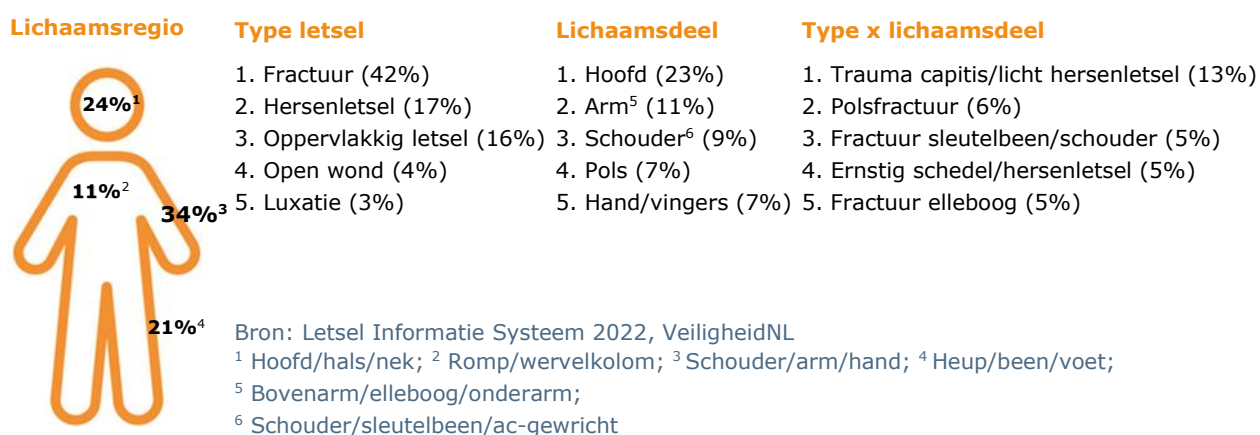 Lichaamsregio
24%¹
11%²
34%³
21%⁴
Type letsel
1. Fractuur (42%)
2. Hersenletsel (17%)
3. Oppervlakkig letsel (16%)
4. Open wond (4%)
5. Luxatie (3%)
Lichaamsdeel
1. Hoofd (23%)
2. Arm⁵ (11%)
3. Schouder⁶ (9%)
4. Pols (7%)
5. Hand/vingers (7%)
Type x lichaamsdeel
1. Trauma capitis/licht hersenletsel (13%)
2. Polsfractuur (6%)
3. Fractuur sleutelbeen/schouder (5%)
4. Ernstig schedel/hersenletsel (5%)
5. Fractuur elleboog (5%)
Bron: Letsel Informatie Systeem 2022, VeiligheidNL
¹ Hoofd/hals/nek; ² Romp/wervelkolom; ³ Schouder/arm/hand; ⁴ Heup/been/voet;
⁵ Bovenarm/elleboog/onderarm;
⁶ Schouder/sleutelbeen/ac-gewricht